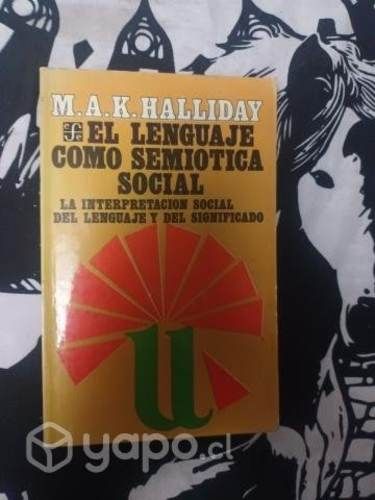 M.A.K. HALLIDAY
EL LENGUAJE
COMO SEMIOTICA
SOCIAL
LA INTERPRETACION SOCIAL
DEL LENGUAJE Y DEL SIGNIFICADO
u
yapo.cl